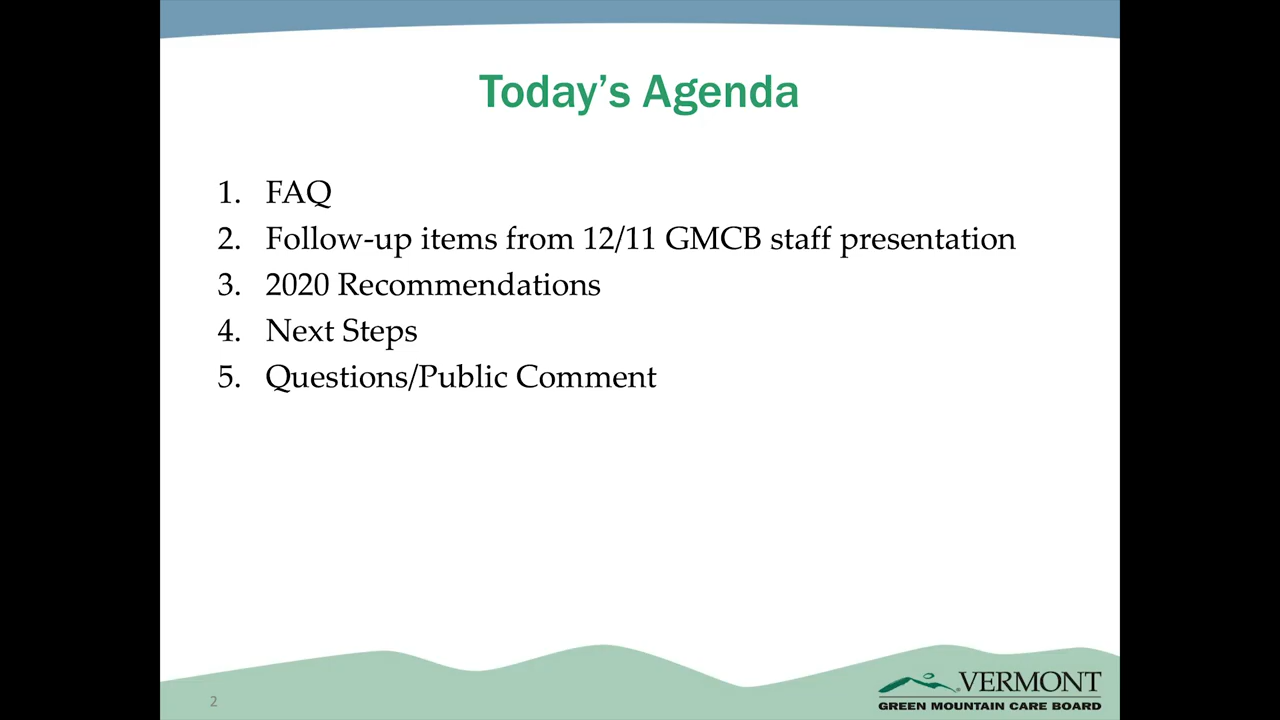 Today's Agenda
1. FAQ
2. Follow-up items from 12/11 GMCB staff presentation
3. 2020 Recommendations
4. Next Steps
5. Questions/Public Comment
2
VERMONT
GREEN MOUNTAIN CARE BOARD